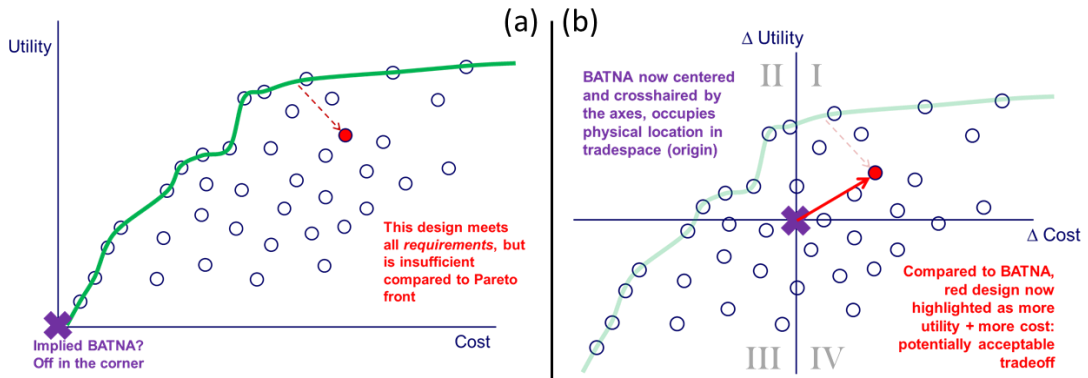 (a)
Utility
This design meets
all requirements, but
is insufficient
compared to Pareto
front
Cost
Implied BATNA?
Off in the corner
(b)
Δ Utility
BATNA now centered
and crosshaired by
the axes, occupies
physical location in
tradespace (origin)
II
I
Δ Cost
Compared to BATNA,
red design now
highlighted as more
utility + more cost:
potentially acceptable
tradeoff
III
IV